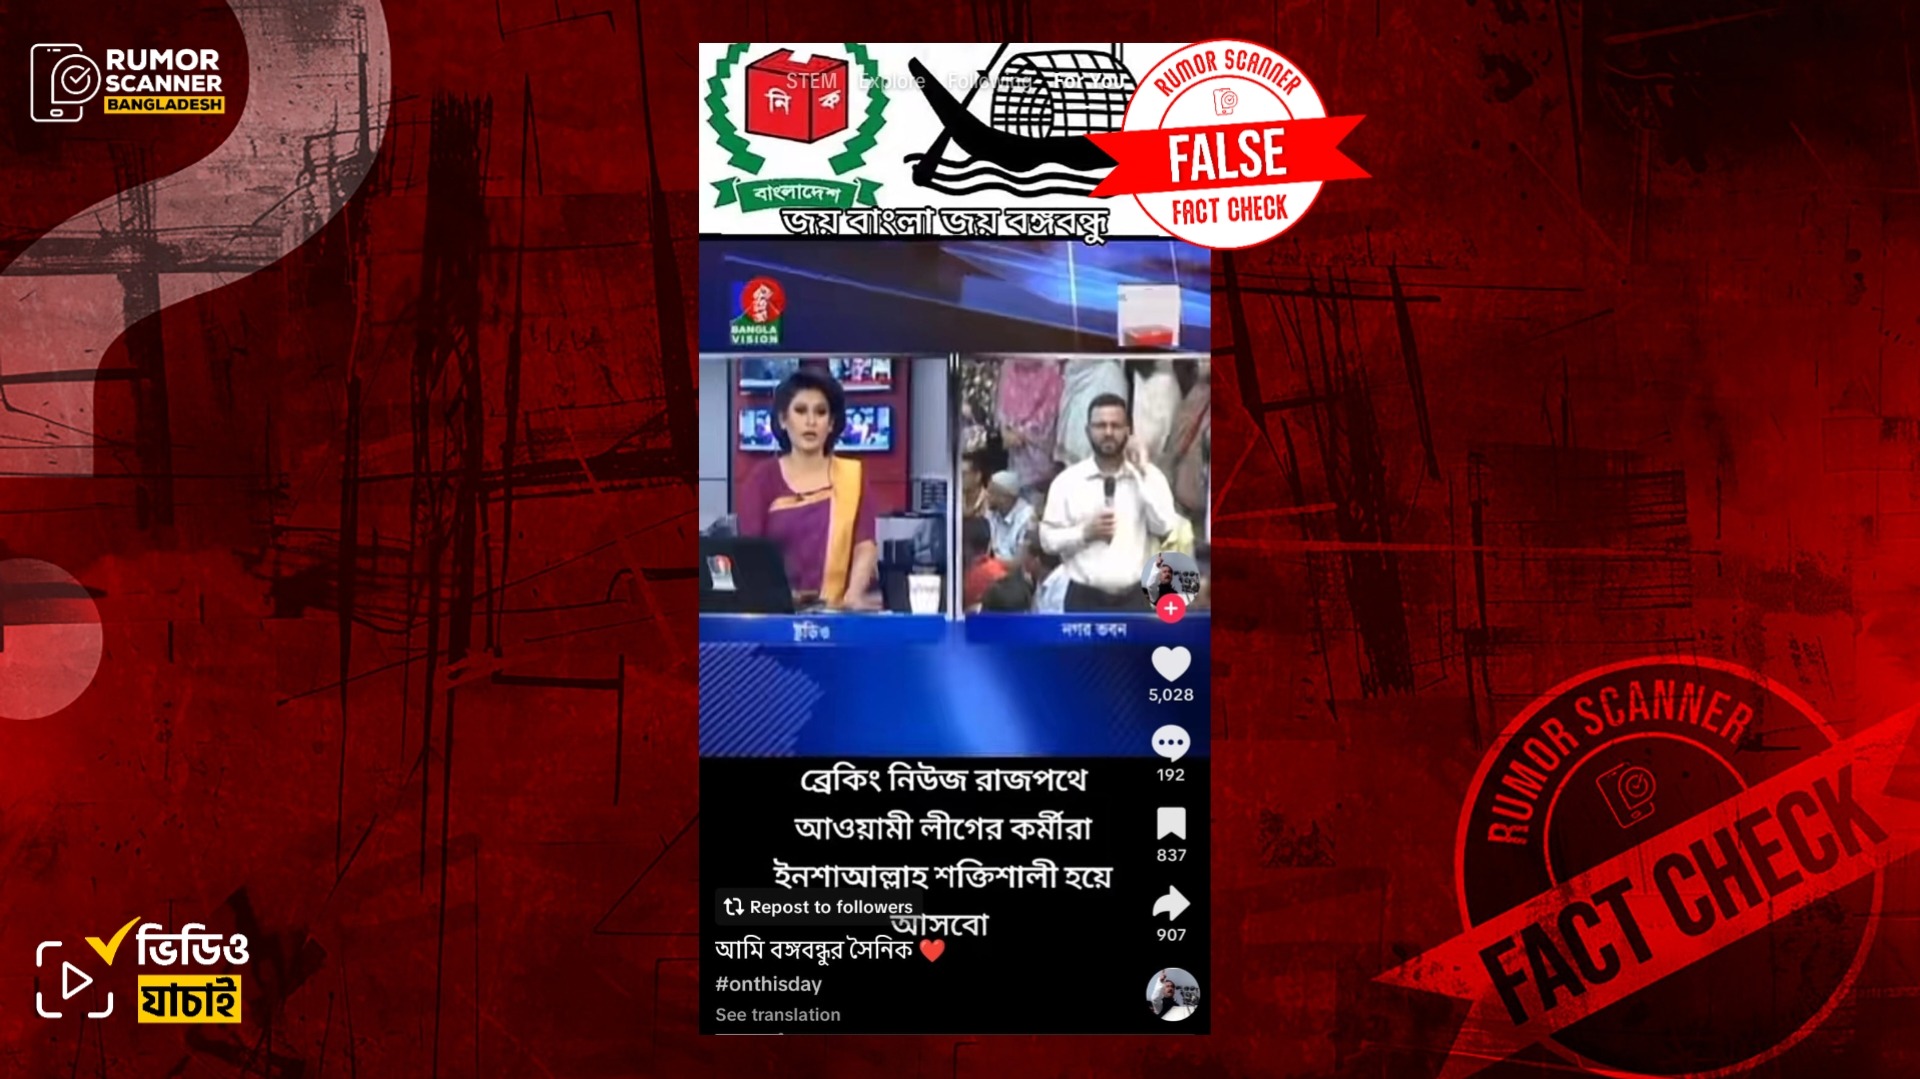 RUMOR
SCANNER
BANGLADESH
STEM Explore Following For You
নি ক
বাংলাদেশ
জয় বাংলা জয় বঙ্গবন্ধু
RUMOR SCANNER
FALSE
FACT CHECK
BANGLA
VISION
স্টুডিও
নগর ভবন
5,028
192
837
907
ব্রেকিং নিউজ রাজপথে
আওয়ামী লীগের কর্মীরা
ইনশাআল্লাহ শক্তিশালী হয়ে
আসবো
Repost to followers
আমি বঙ্গবন্ধুর সৈনিক ❤️
#onthisday
See translation
ভিডিও
যাচাই
RUMOR SCANNER
FACT CHECK